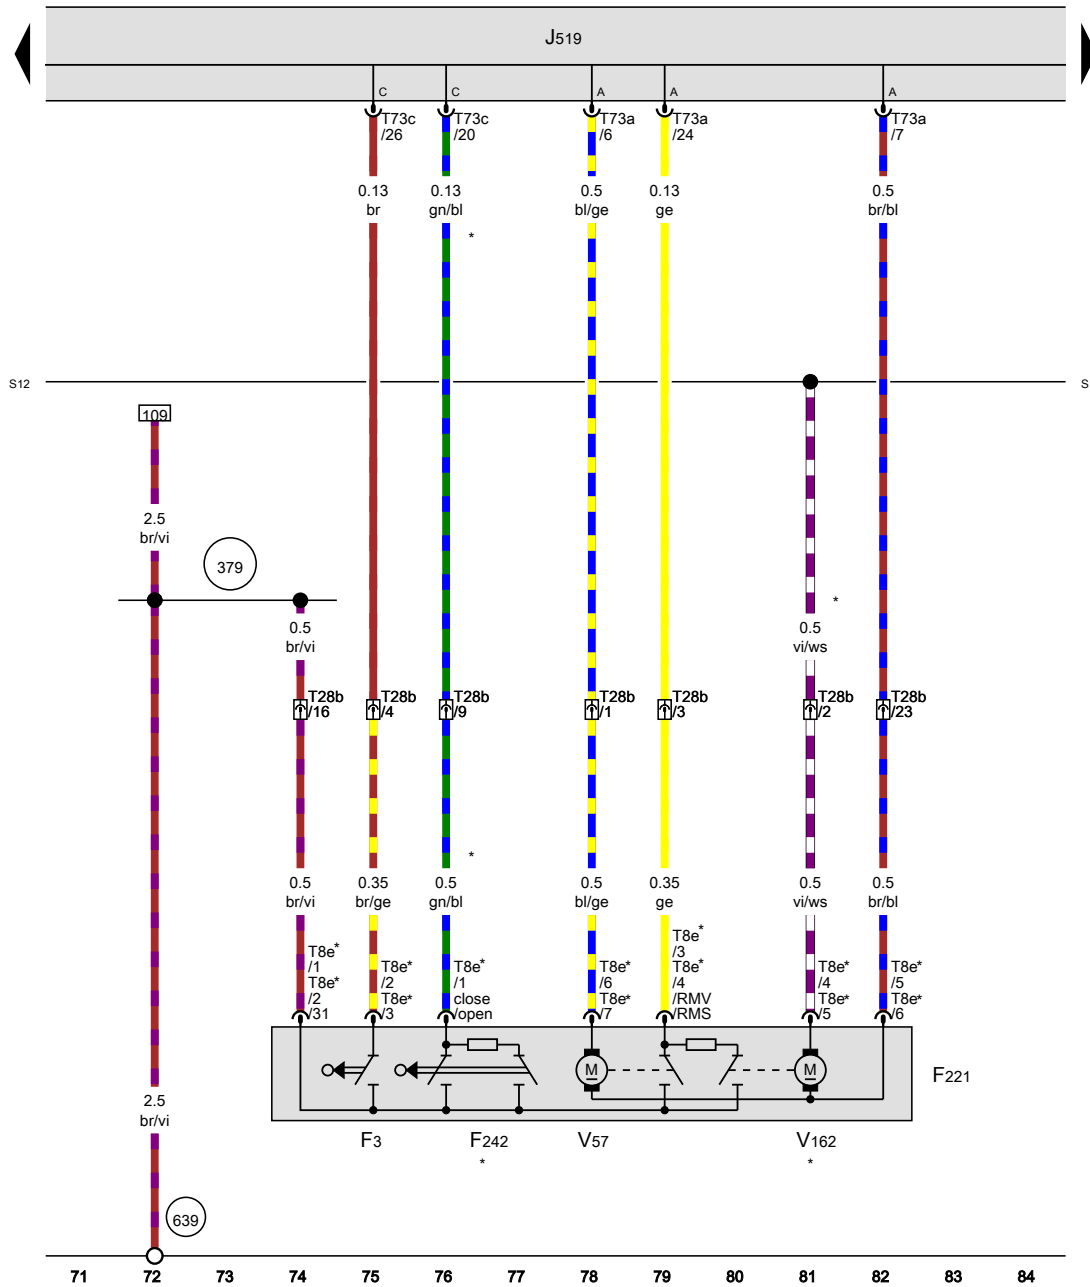 J519
C
C
A
A
A
T73c
/26
T73c
/20
T73a
/6
T73a
/24
T73a
/7
0.13
br
0.13
gn/bl
*
0.5
bl/ge
0.13
ge
0.5
br/bl
S12
S
109
2.5
br/vi
379
0.5
br/vi
*
0.5
vi/ws
T28b
/16
T28b
/4
T28b
/9
T28b
/1
T28b
/3
T28b
/2
T28b
/23
*
0.5
br/vi
0.35
br/ge
0.5
gn/bl
0.5
bl/ge
0.35
ge
0.5
vi/ws
0.5
br/bl
T8e*
/1
T8e*
/2
/31
T8e*
/2
T8e*
/3
T8e*
/1
close
/open
T8e*
/6
T8e*
/7
T8e*
/3
T8e*
/4
/RMV
/RMS
T8e*
/4
T8e*
/5
T8e*
/5
T8e*
/6
M
M
F221
2.5
br/vi
F3
F242
*
V57
V162
*
639
71 72 73 74 75 76 77 78 79 80 81 82 83 84